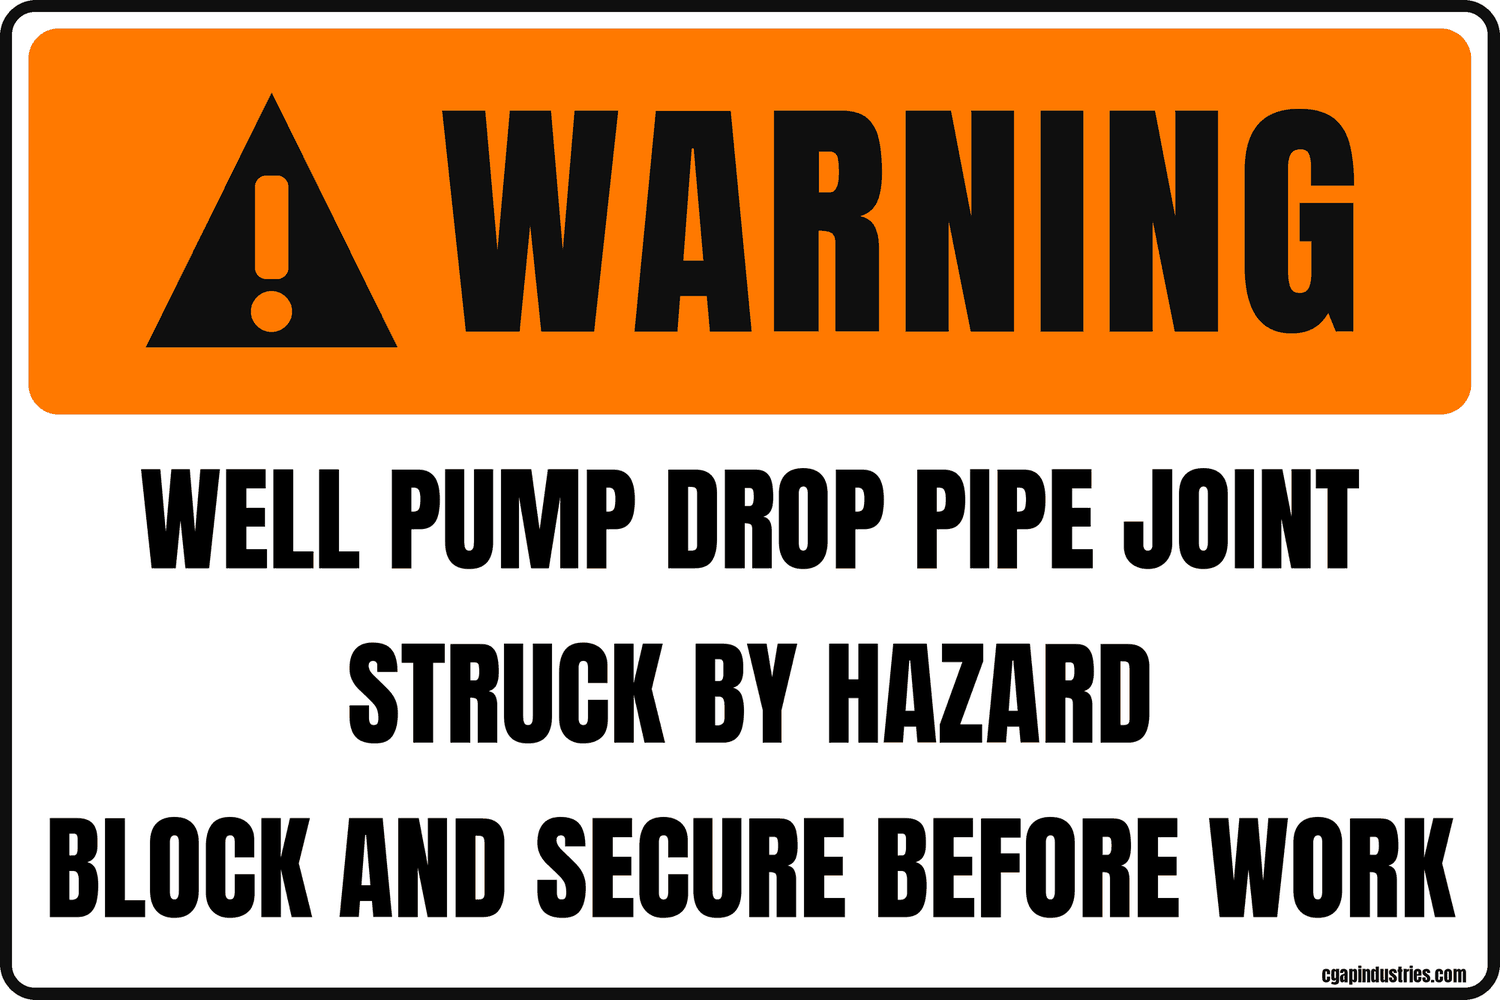 WARNING
WELL PUMP DROP PIPE JOINT
STRUCK BY HAZARD
BLOCK AND SECURE BEFORE WORK
cgapindustries.com